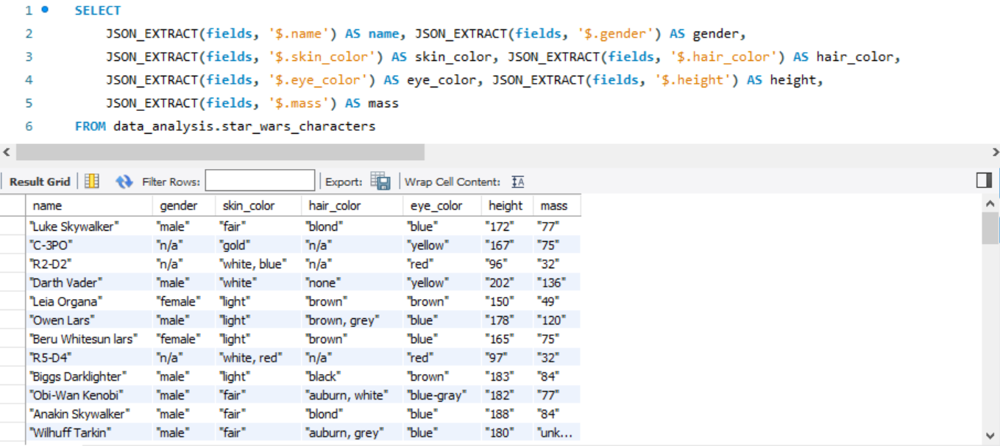 1 SELECT
2 JSON_EXTRACT(fields, '$.name') AS name, JSON_EXTRACT(fields, '$.gender') AS gender,
3 JSON_EXTRACT(fields, '$.skin_color') AS skin_color, JSON_EXTRACT(fields, '$.hair_color') AS hair_color,
4 JSON_EXTRACT(fields, '$.eye_color') AS eye_color, JSON_EXTRACT(fields, '$.height') AS height,
5 JSON_EXTRACT(fields, '$.mass') AS mass
6 FROM data_analysis.star_wars_characters
Result Grid Filter Rows: Export: Wrap Cell Content:
name gender skin_color hair_color eye_color height mass
"Luke Skywalker" "male" "fair" "blond" "blue" "172" "77"
"C-3PO" "n/a" "gold" "n/a" "yellow" "167" "75"
"R2-D2" "n/a" "white, blue" "n/a" "red" "96" "32"
"Darth Vader" "male" "white" "none" "yellow" "202" "136"
"Leia Organa" "female" "light" "brown" "brown" "150" "49"
"Owen Lars" "male" "light" "brown, grey" "blue" "178" "120"
"Beru Whitesun lars" "female" "light" "brown" "blue" "165" "75"
"R5-D4" "n/a" "white, red" "n/a" "red" "97" "32"
"Biggs Darklighter" "male" "light" "black" "brown" "183" "84"
"Obi-Wan Kenobi" "male" "fair" "auburn, white" "blue-gray" "182" "77"
"Anakin Skywalker" "male" "fair" "blond" "blue" "188" "84"
"Wilhuff Tarkin" "male" "fair" "auburn, grey" "blue" "180" "unk...